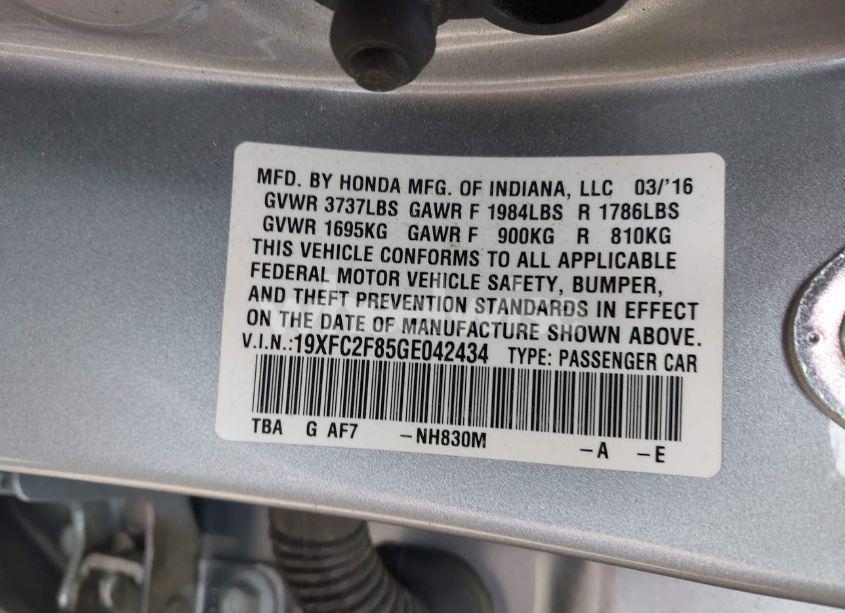 MFD. BY HONDA MFG. OF INDIANA, LLC 03/'16
GVWR 3737LBS GAWR F 1984LBS R 1786LBS
GVWR 1695KG GAWR F 900KG R 810KG
THIS VEHICLE CONFORMS TO ALL APPLICABLE
FEDERAL MOTOR VEHICLE SAFETY, BUMPER,
AND THEFT PREVENTION STANDARDS IN EFFECT
ON THE DATE OF MANUFACTURE SHOWN ABOVE.
V.I.N.:19XFC2F85GE042434 TYPE: PASSENGER CAR
TBA G AF7 -NH830M -A -E